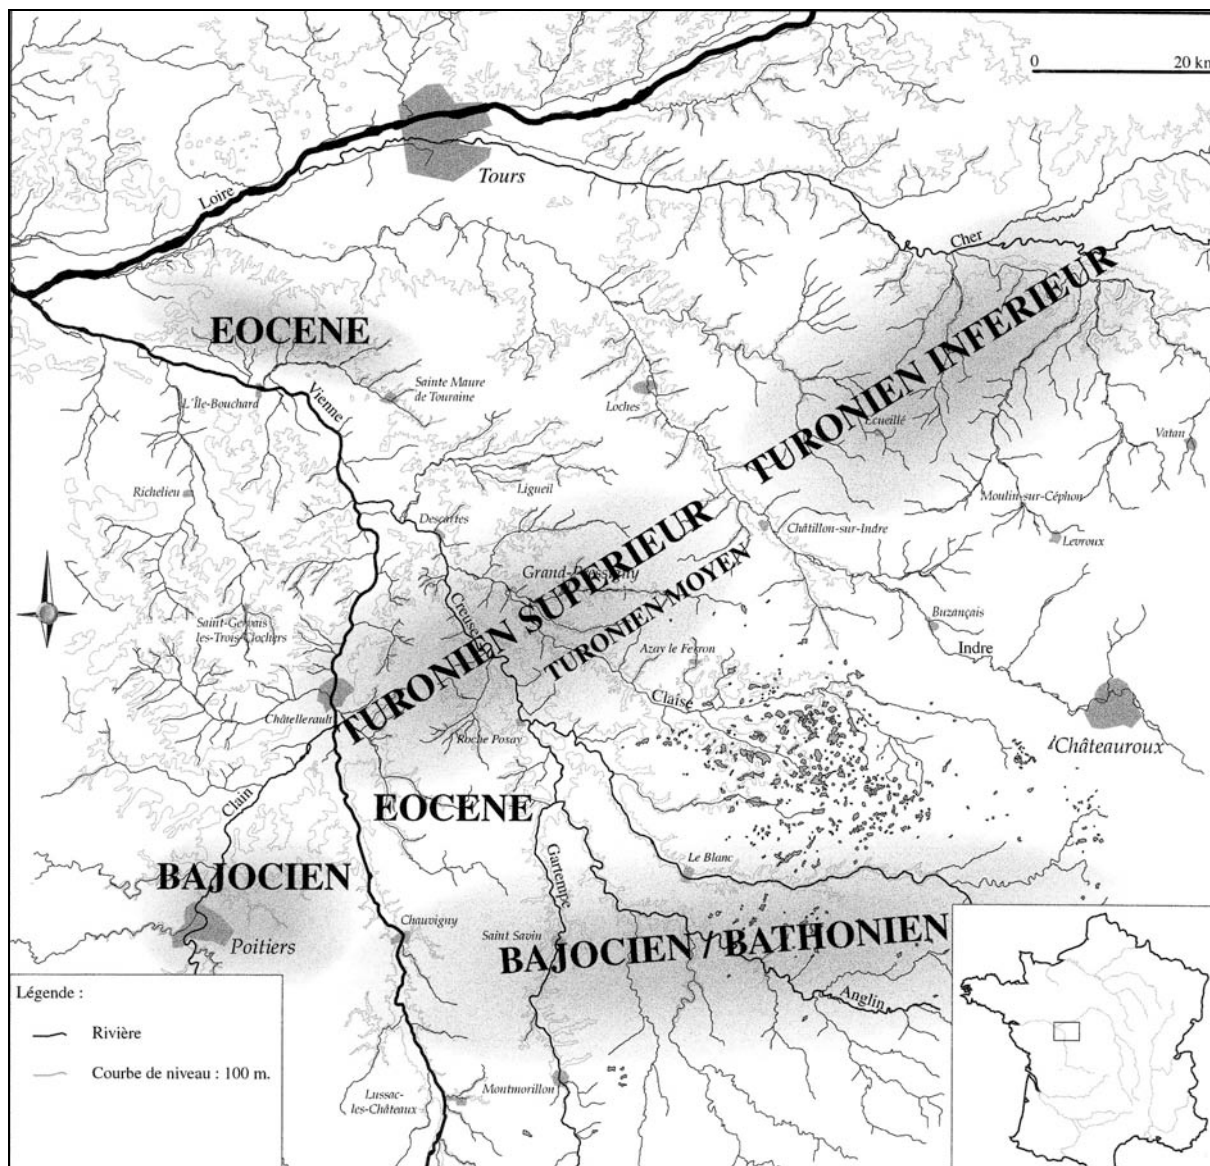 0 20 km
Tours
Loire
Cher
EOCENE
TURONIEN INFERIEUR
Sainte Maure
de Touraine
Vienne
L'Île-Bouchard
Loches
Écueillé
Vatan
Ligueil
Richelieu
Moulin-sur-Céphon
Descartes
Châtillon-sur-Indre
Levroux
TURONIEN SUPERIEUR
Grand-Pressigny
TURONIEN MOYEN
Creuse
Buzançais
Saint-Gervais
les-Trois-Clochers
Azay le Ferron
Indre
Claise
Châtellerault
Roche Posay
Châteauroux
Clain
EOCENE
Gartempe
Le Blanc
BAJOCIEN
Chauvigny
Saint Savin
Poitiers
BAJOCIEN / BATHONIEN
Anglin
Légende :
Rivière
Courbe de niveau : 100 m.
Montmorillon
Lussac-
les-Châteaux